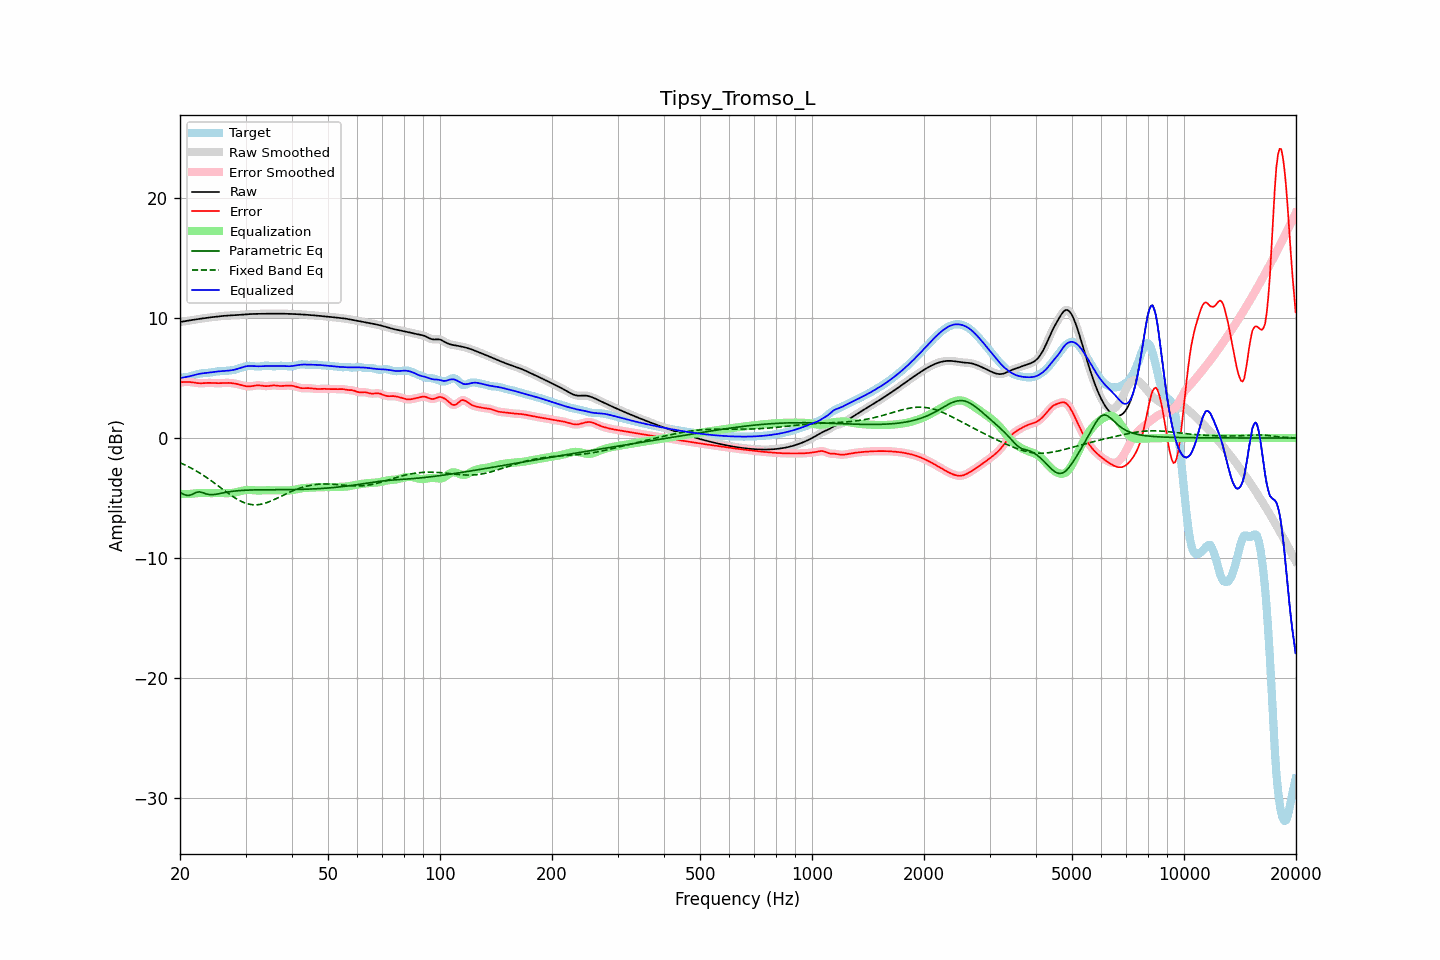 Tipsy_Tromso_L
Target
Raw Smoothed
Error Smoothed
Raw
Error
Equalization
Parametric Eq
Fixed Band Eq
Equalized
20
10
0
−10
−20
−30
Amplitude (dBr)
20
50
100
200
500
1000
2000
5000
10000
20000
Frequency (Hz)